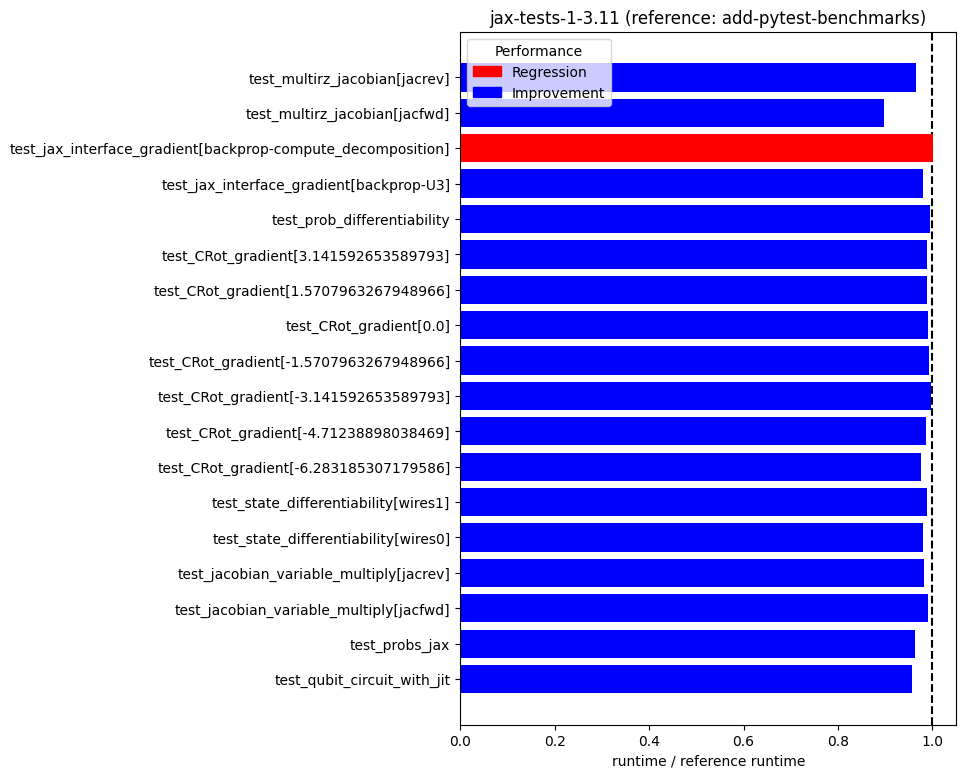 jax-tests-1-3.11 (reference: add-pytest-benchmarks)
Performance
Regression
Improvement
test_multirz_jacobian[jacrev]
test_multirz_jacobian[jacfwd]
test_jax_interface_gradient[backprop-compute_decomposition]
test_jax_interface_gradient[backprop-U3]
test_prob_differentiability
test_CRot_gradient[3.141592653589793]
test_CRot_gradient[1.5707963267948966]
test_CRot_gradient[0.0]
test_CRot_gradient[-1.5707963267948966]
test_CRot_gradient[-3.141592653589793]
test_CRot_gradient[-4.71238898038469]
test_CRot_gradient[-6.283185307179586]
test_state_differentiability[wires1]
test_state_differentiability[wires0]
test_jacobian_variable_multiply[jacrev]
test_jacobian_variable_multiply[jacfwd]
test_probs_jax
test_qubit_circuit_with_jit
0.0 0.2 0.4 0.6 0.8 1.0
runtime / reference runtime